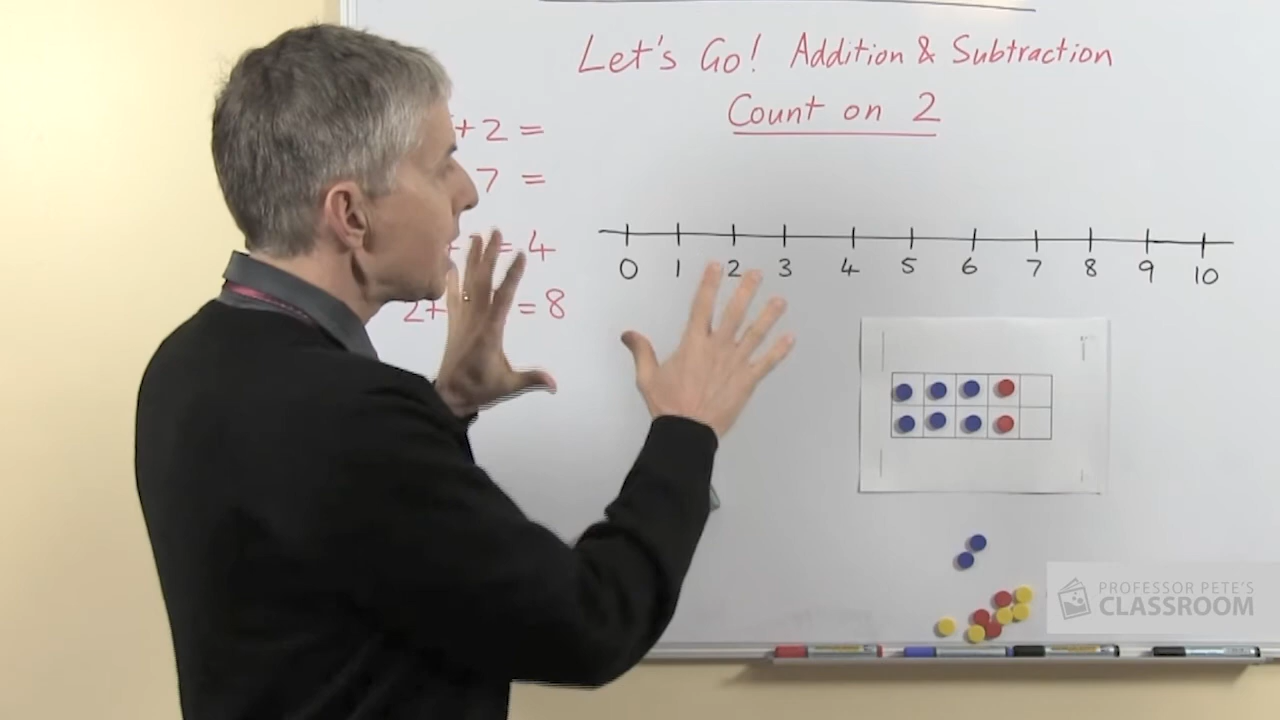 Let's Go! Addition & Subtraction
Count on 2
+ 2 =
7 =
= 4
2 + = 8
0 1 2 3 4 5 6 7 8 9 10
PROFESSOR PETE'S
CLASSROOM